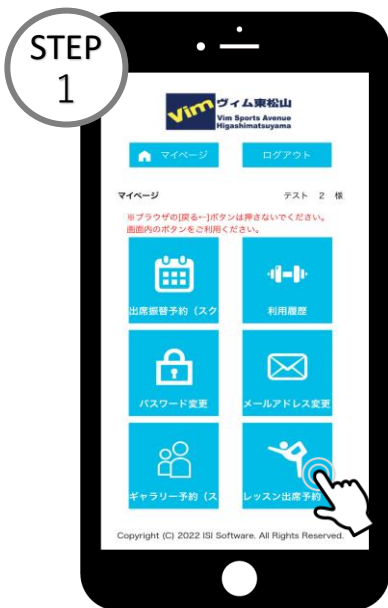 STEP
1
Vim
ヴィム東松山
Vim Sports Avenue
Higashimatsuyama
マイページ
ログアウト
マイページ
テスト 2 様
※ブラウザの[戻る←]ボタンは押さないでください。
画面内のボタンをご利用ください。
出席振替予約（スク
利用履歴
パスワード変更
メールアドレス変更
ギャラリー予約（ス
レッスン出席予約
Copyright (C) 2022 ISI Software. All Rights Reserved.